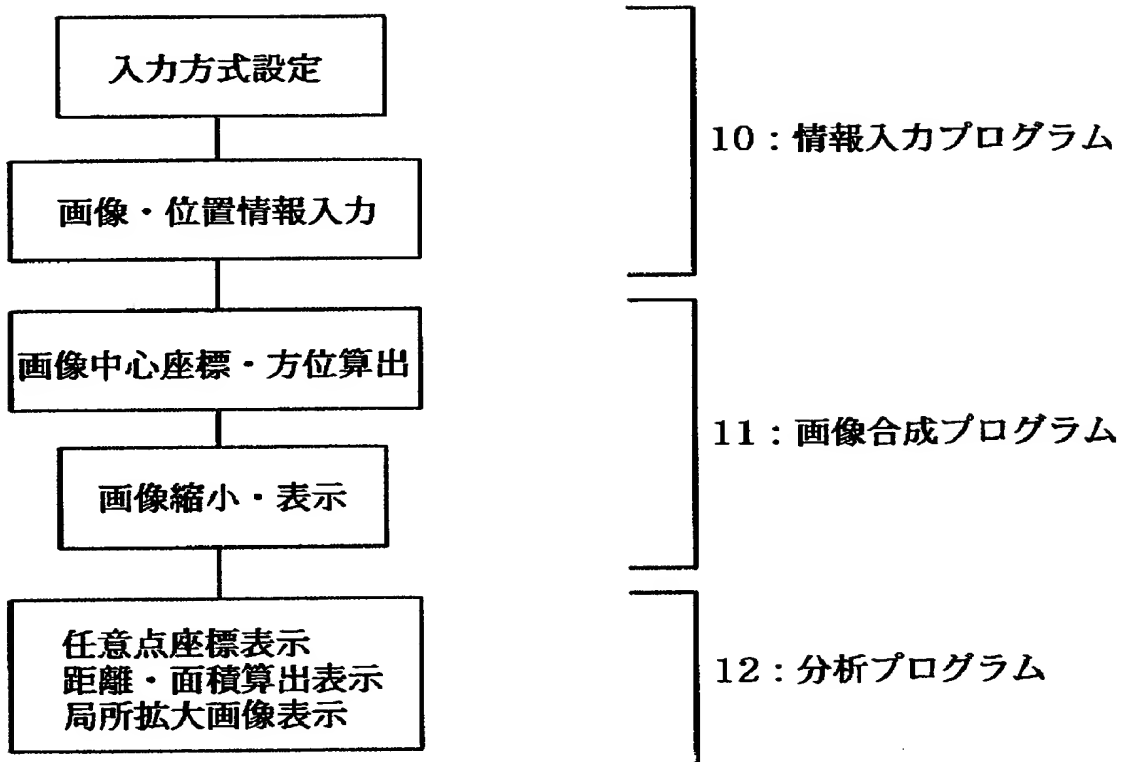 入力方式設定
画像・位置情報入力
画像中心座標・方位算出
画像縮小・表示
任意点座標表示
距離・面積算出表示
局所拡大画像表示
10：情報入力プログラム
11：画像合成プログラム
12：分析プログラム